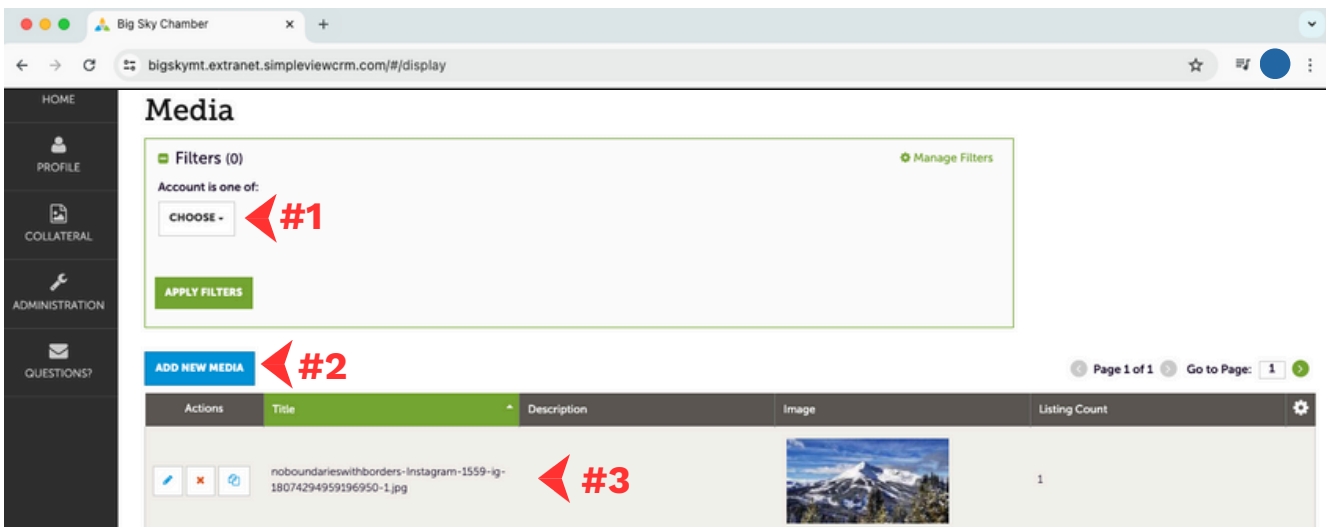 Big Sky Chamber
bigskymt.extranet.simpleviewcrm.com/#/display
HOME
PROFILE
COLLATERAL
ADMINISTRATION
QUESTIONS?
Media
Filters (0)
Manage Filters
Account is one of:
CHOOSE
#1
APPLY FILTERS
ADD NEW MEDIA
#2
Page 1 of 1 Go to Page: 1
Actions Title Description Image Listing Count
noboundarieswithborders-Instagram-1559-ig-
18074294959196950-1.jpg
#3
1